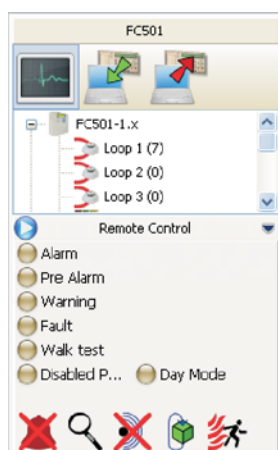 FC501
FC501-1.x
Loop 1 (7)
Loop 2 (0)
Loop 3 (0)
Remote Control
Alarm
Pre Alarm
Warning
Fault
Walk test
Disabled P... Day Mode